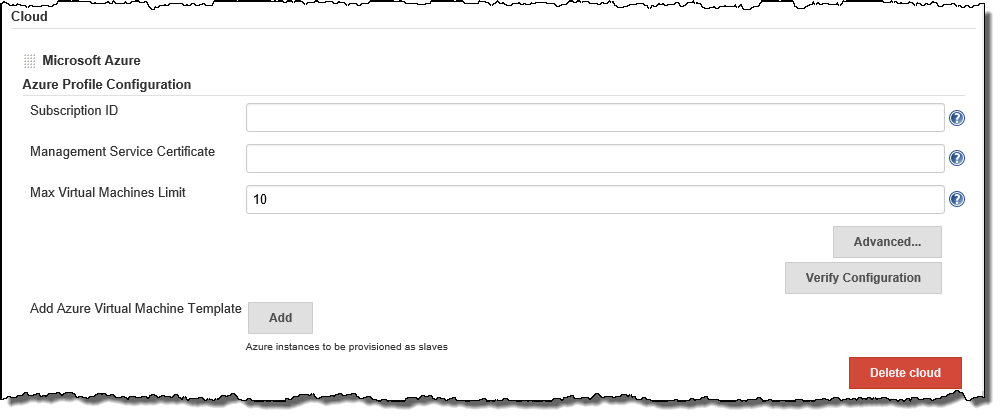 Cloud
Microsoft Azure
Azure Profile Configuration
Subscription ID
?
Management Service Certificate
?
Max Virtual Machines Limit
10
?
Advanced...
Verify Configuration
Add Azure Virtual Machine Template
Add
Azure instances to be provisioned as slaves
Delete cloud